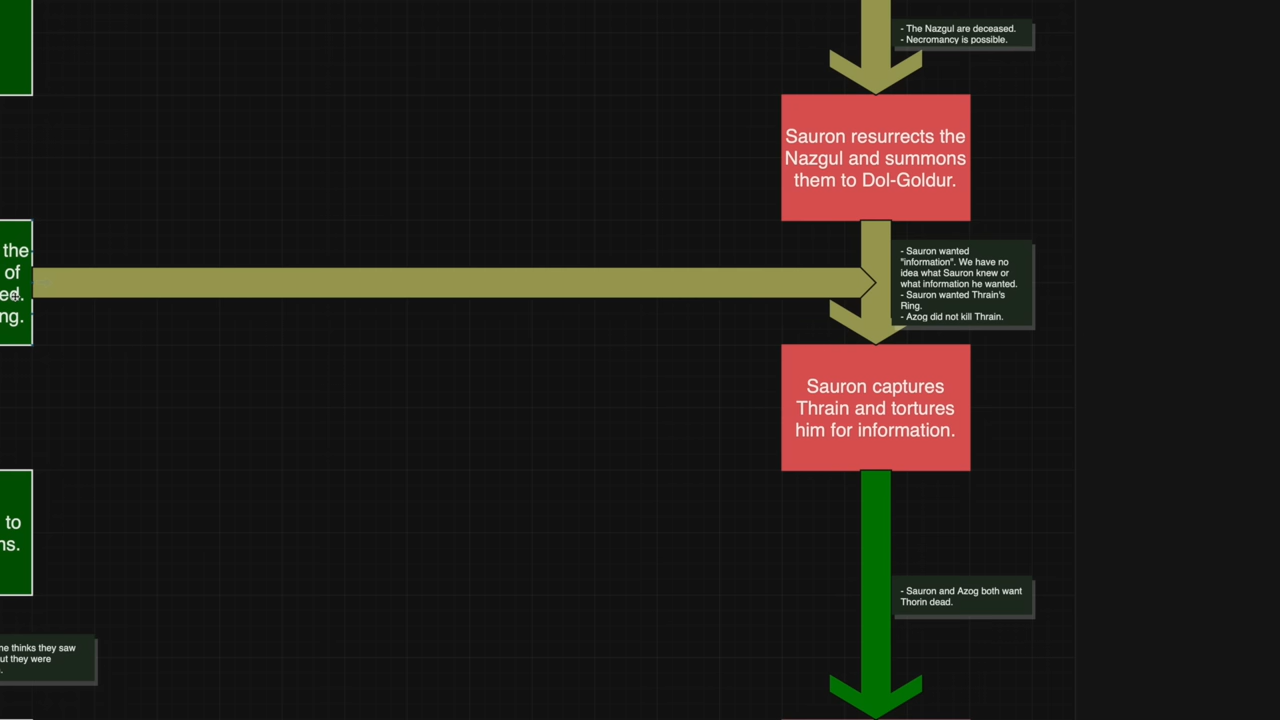 - The Nazgul are deceased.
- Necromancy is possible.
Sauron resurrects the
Nazgul and summons
them to Dol-Goldur.
the
of
ed.
ng.
- Sauron wanted
"information". We have no
idea what Sauron knew or
what information he wanted.
- Sauron wanted Thrain's
Ring.
- Azog did not kill Thrain.
Sauron captures
Thrain and tortures
him for information.
to
ns.
- Sauron and Azog both want
Thorin dead.
ne thinks they saw
ut they were